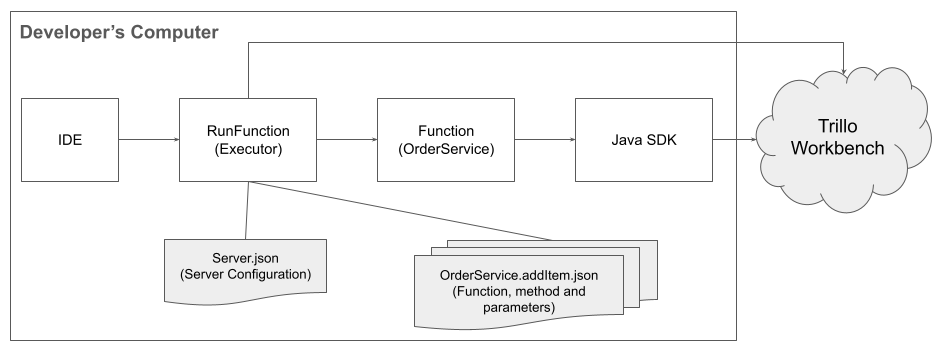 Developer’s Computer
IDE
RunFunction
(Executor)
Function
(OrderService)
Java SDK
Trillo
Workbench
Server.json
(Server Configuration)
OrderService.addItem.json
(Function, method and
parameters)